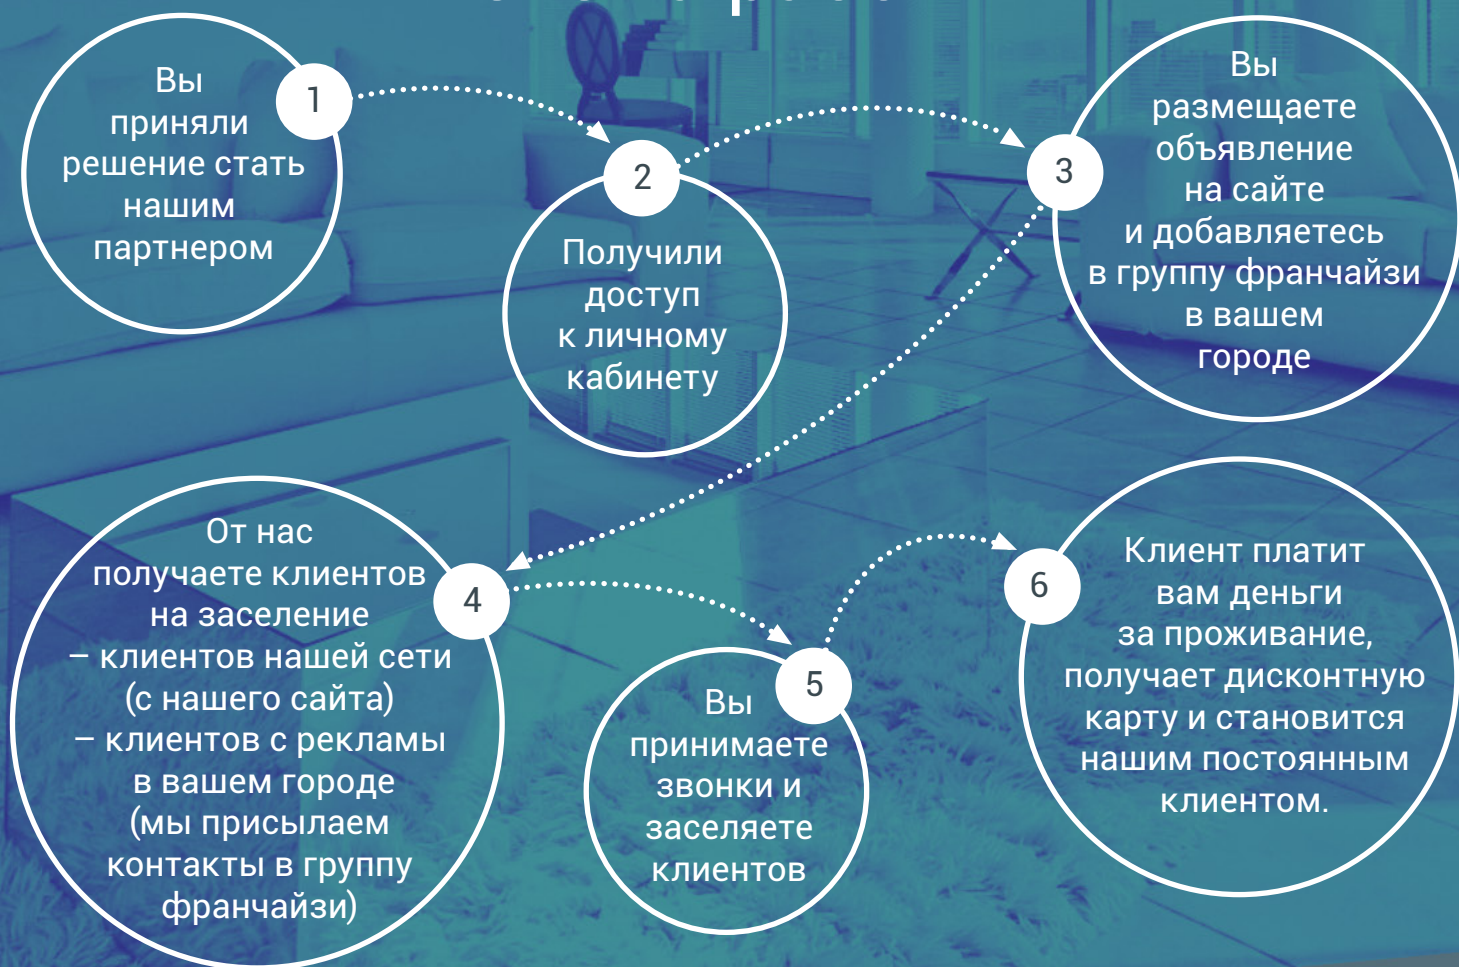 1
Вы
приняли
решение стать
нашим
партнером
2
Получили
доступ
к личному
кабинету
3
Вы
размещаете
объявление
на сайте
и добавляетесь
в группу франчайзи
в вашем
городе
4
От нас
получаете клиентов
на заселение
– клиентов нашей сети
(с нашего сайта)
– клиентов с рекламы
в вашем городе
(мы присылаем
контакты в группу
франчайзи)
5
Вы
принимаете
звонки и
заселяете
клиентов
6
Клиент платит
вам деньги
за проживание,
получает дисконтную
карту и становится
нашим постоянным
клиентом.